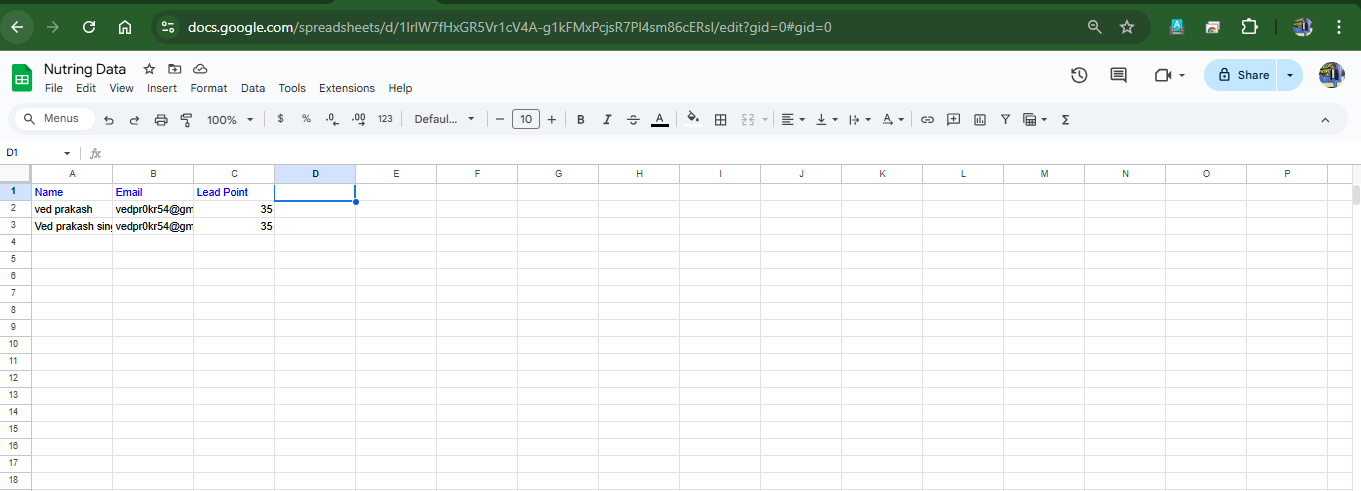 docs.google.com/spreadsheets/d/1IrIW7fHxGR5Vr1cV4A-g1kFMxPcjsR7PI4sm86cERsI/edit?gid=0#gid=0
Nutring Data
File Edit View Insert Format Data Tools Extensions Help
Share
Menus 100% $ % .0 .00 123 Defaul... 10 B I A
D1 fx
A B C D E F G H I J K L M N O P
1 Name Email Lead Point
2 ved prakash vedpr0kr54@gm 35
3 Ved prakash sin vedpr0kr54@gm 35
4
5
6
7
8
9
10
11
12
13
14
15
16
17
18